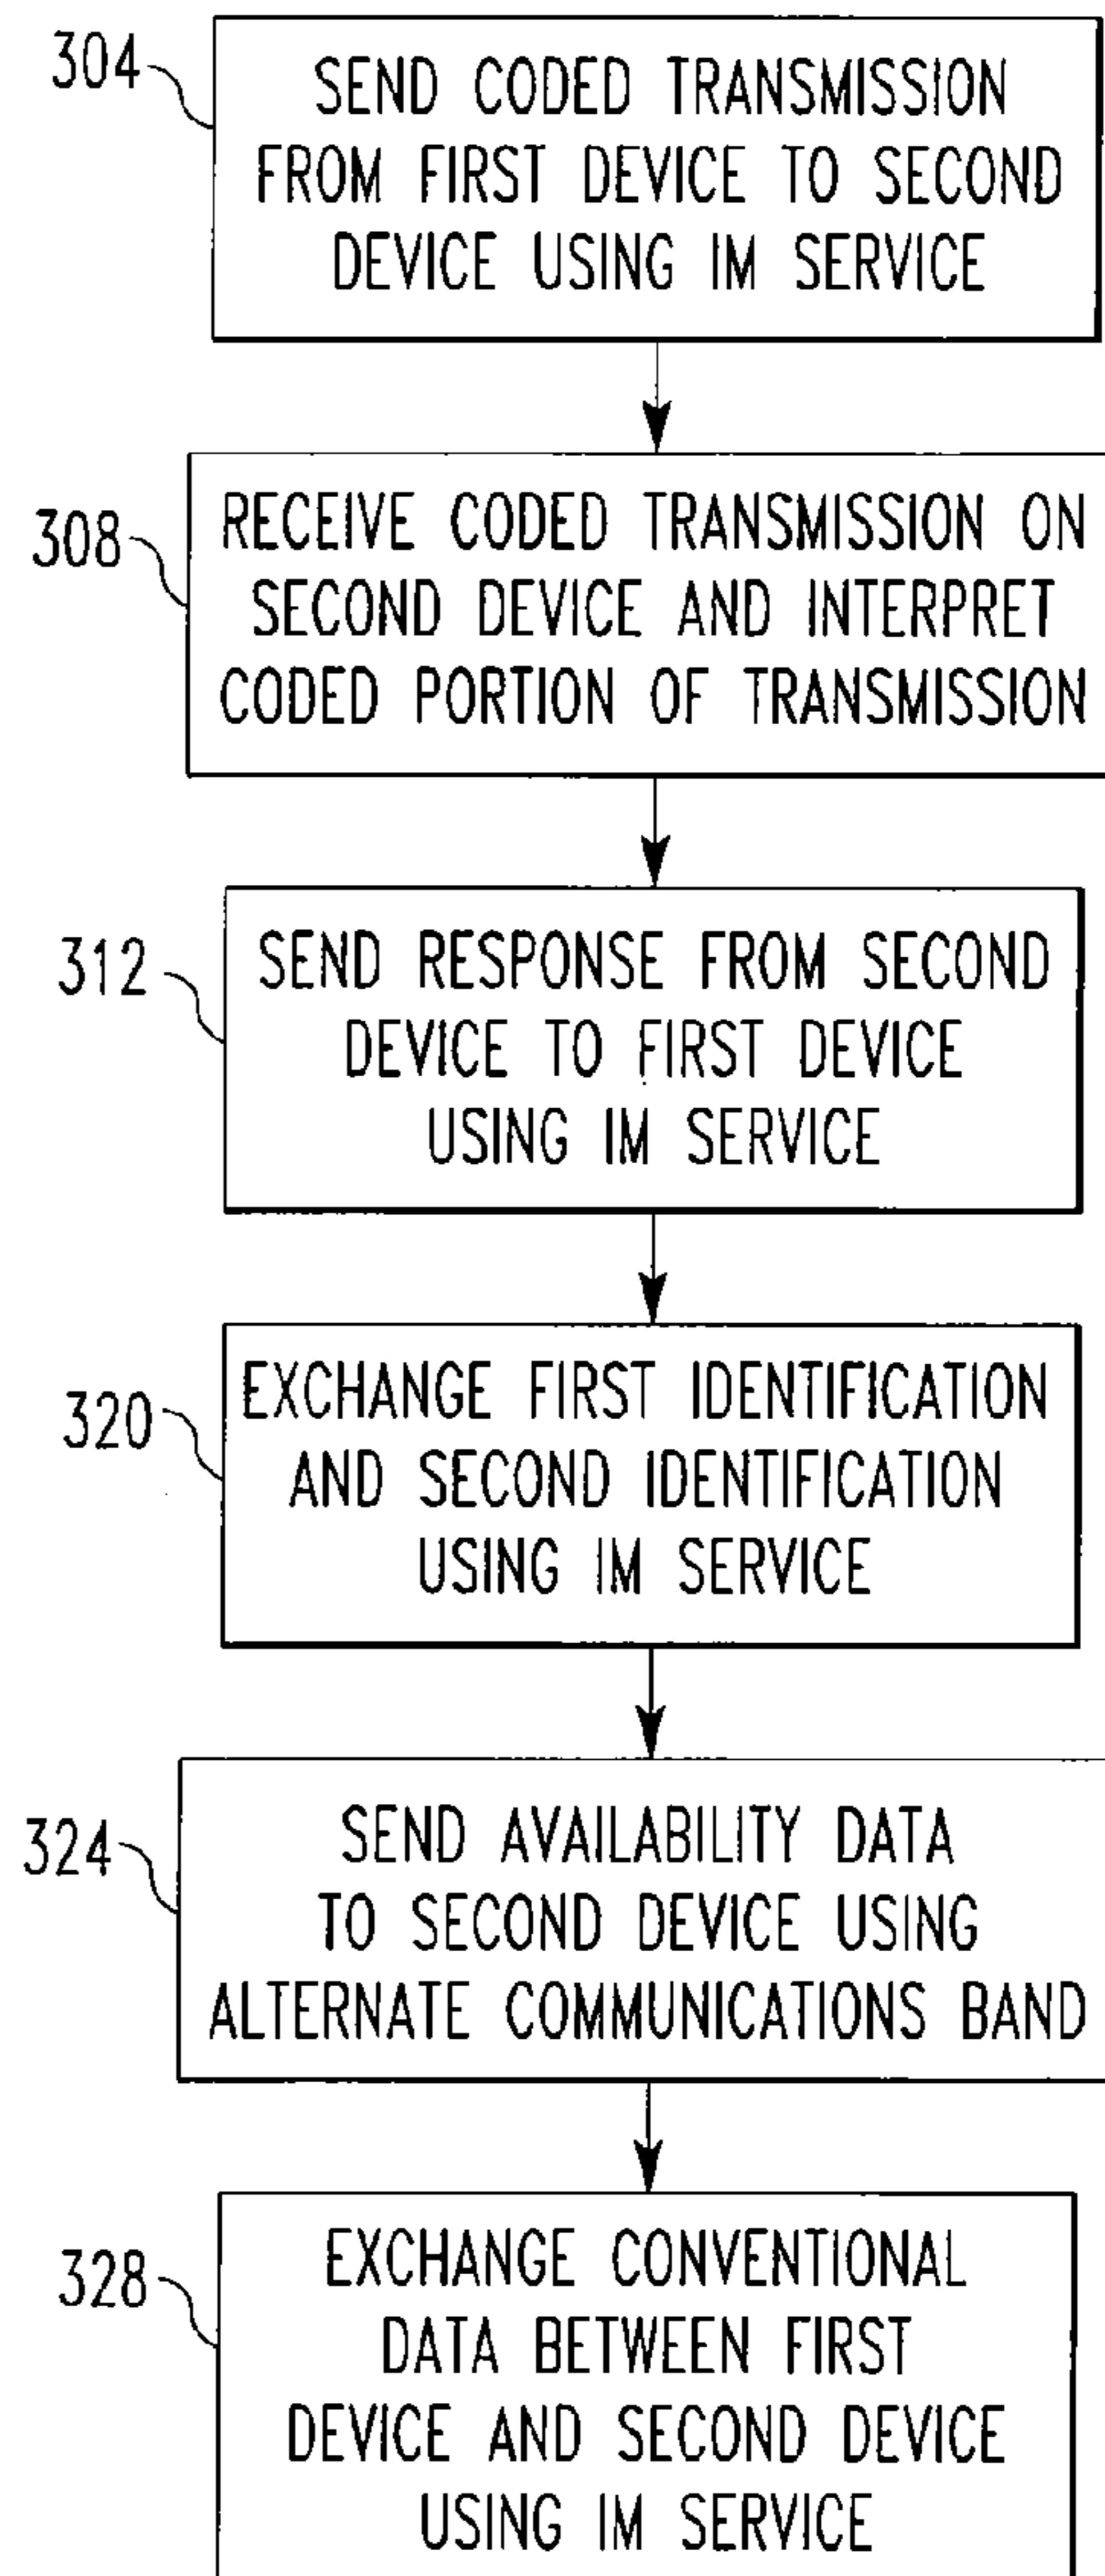 304
SEND CODED TRANSMISSION
FROM FIRST DEVICE TO SECOND
DEVICE USING IM SERVICE
308
RECEIVE CODED TRANSMISSION ON
SECOND DEVICE AND INTERPRET
CODED PORTION OF TRANSMISSION
312
SEND RESPONSE FROM SECOND
DEVICE TO FIRST DEVICE
USING IM SERVICE
320
EXCHANGE FIRST IDENTIFICATION
AND SECOND IDENTIFICATION
USING IM SERVICE
324
SEND AVAILABILITY DATA
TO SECOND DEVICE USING
ALTERNATE COMMUNICATIONS BAND
328
EXCHANGE CONVENTIONAL
DATA BETWEEN FIRST
DEVICE AND SECOND DEVICE
USING IM SERVICE